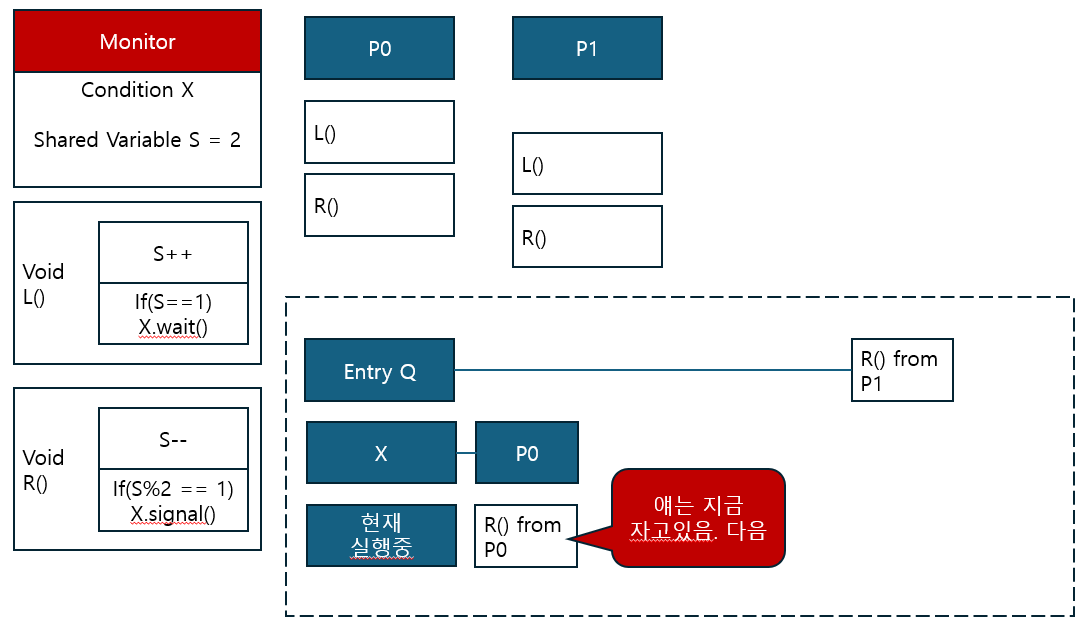 Monitor
Condition X
Shared Variable S = 2
P0
P1
L()
R()
L()
R()
Void
L()
S++
If(S==1)
X.wait()
Void
R()
S--
If(S%2 == 1)
X.signal()
Entry Q
R() from
P1
X
P0
현재
실행중
R() from
P0
얘는 지금
자고있음. 다음